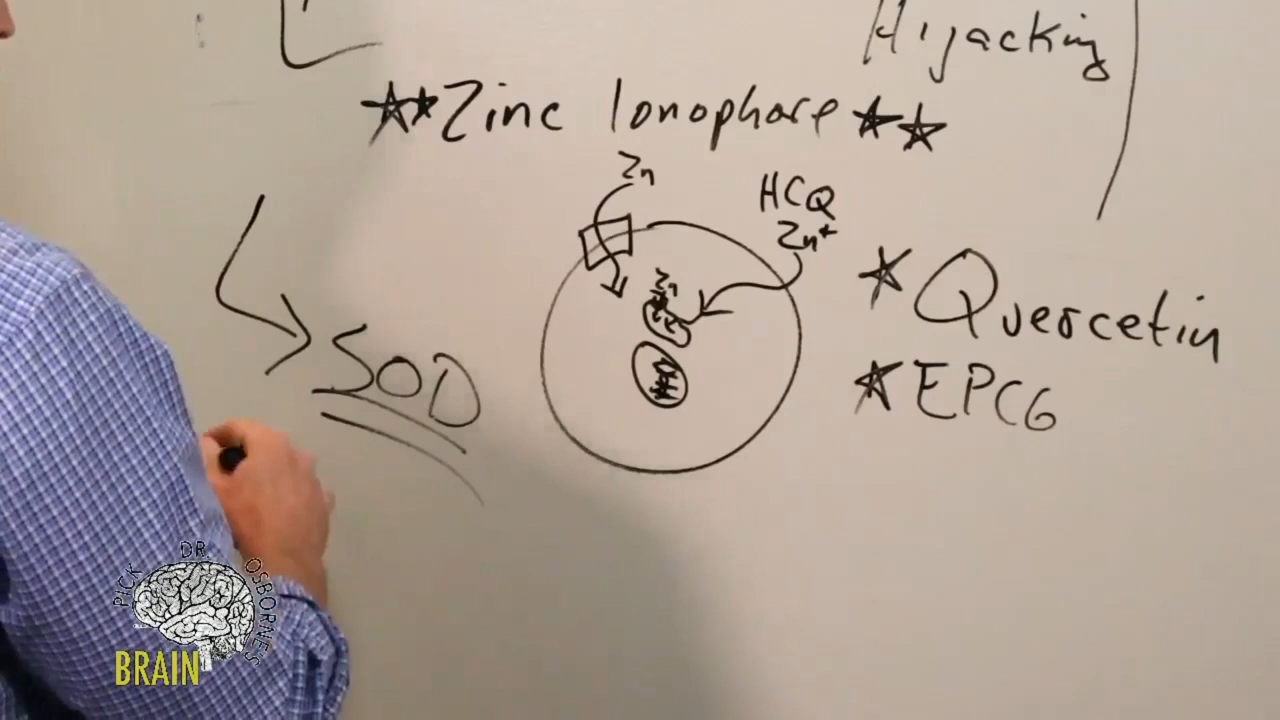 Hijacking
★★Zinc Ionophore★★
Zn
HCQ
Zn+
Zn
★ Quercetin
SOD
★ EPCG
PICK DR. OSBORNE'S
BRAIN